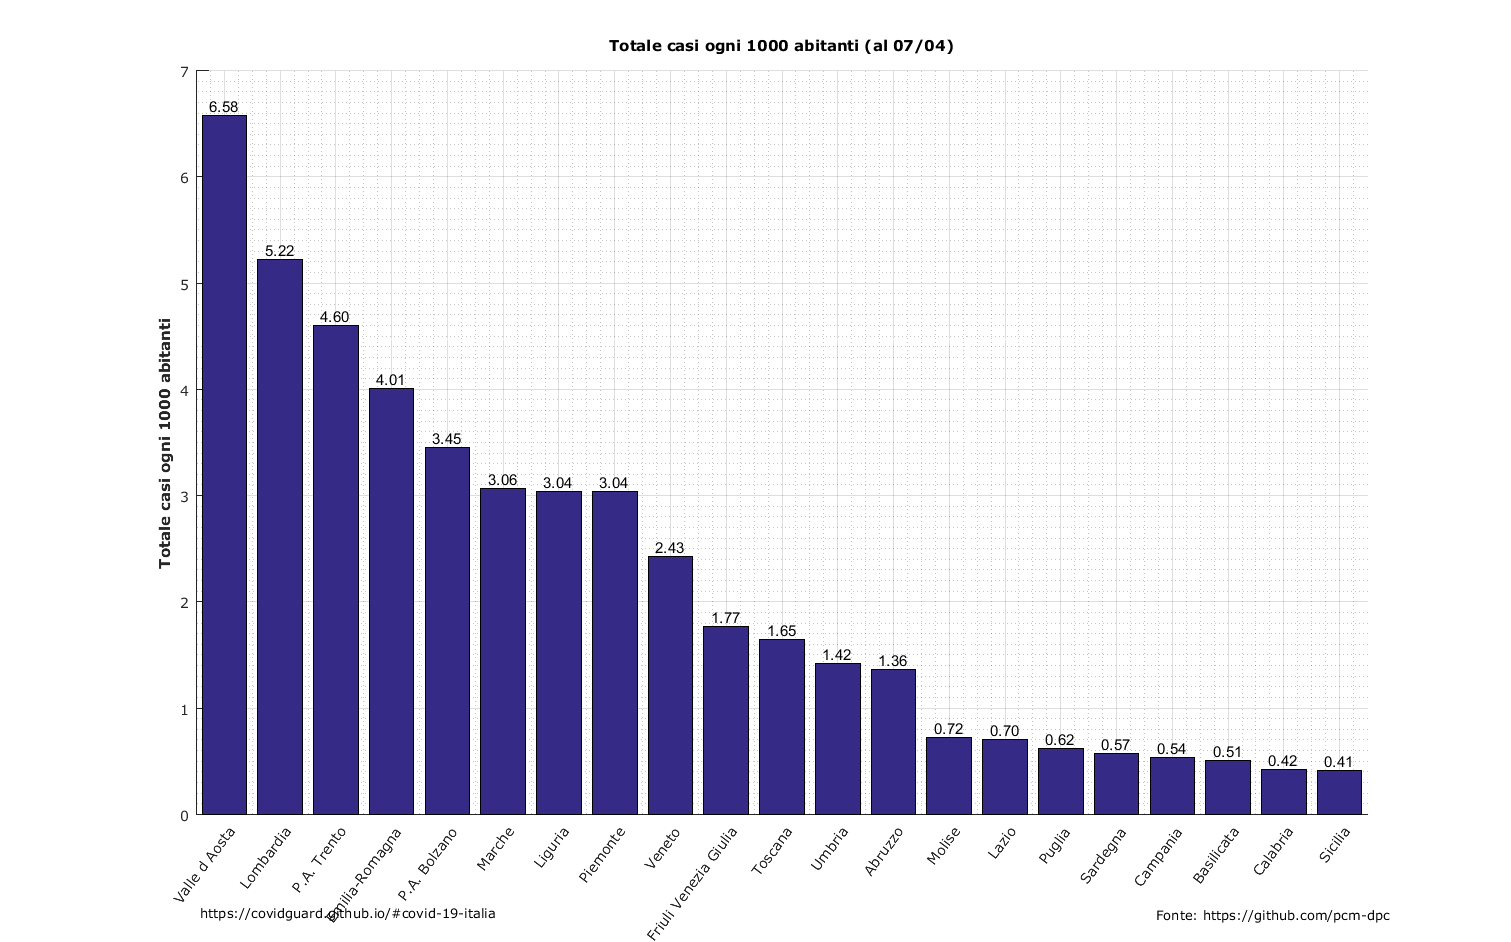 Totale casi ogni 1000 abitanti (al 07/04)
Totale casi ogni 1000 abitanti
7
6
5
4
3
2
1
0
6.58
5.22
4.60
4.01
3.45
3.06
3.04
3.04
2.43
1.77
1.65
1.42
1.36
0.72
0.70
0.62
0.57
0.54
0.51
0.42
0.41
Valle d Aosta
Lombardia
P.A. Trento
Emilia-Romagna
P.A. Bolzano
Marche
Liguria
Piemonte
Veneto
Friuli Venezia Giulia
Toscana
Umbria
Abruzzo
Molise
Lazio
Puglia
Sardegna
Campania
Basilicata
Calabria
Sicilia
https://covidguard.github.io/#covid-19-italia
Fonte: https://github.com/pcm-dpc